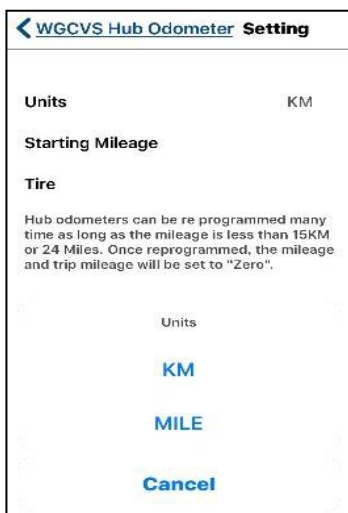 WGCVS Hub Odometer Setting
Units KM
Starting Mileage
Tire
Hub odometers can be re programmed many
time as long as the mileage is less than 15KM
or 24 Miles. Once reprogrammed, the mileage
and trip mileage will be set to "Zero".
Units
KM
MILE
Cancel